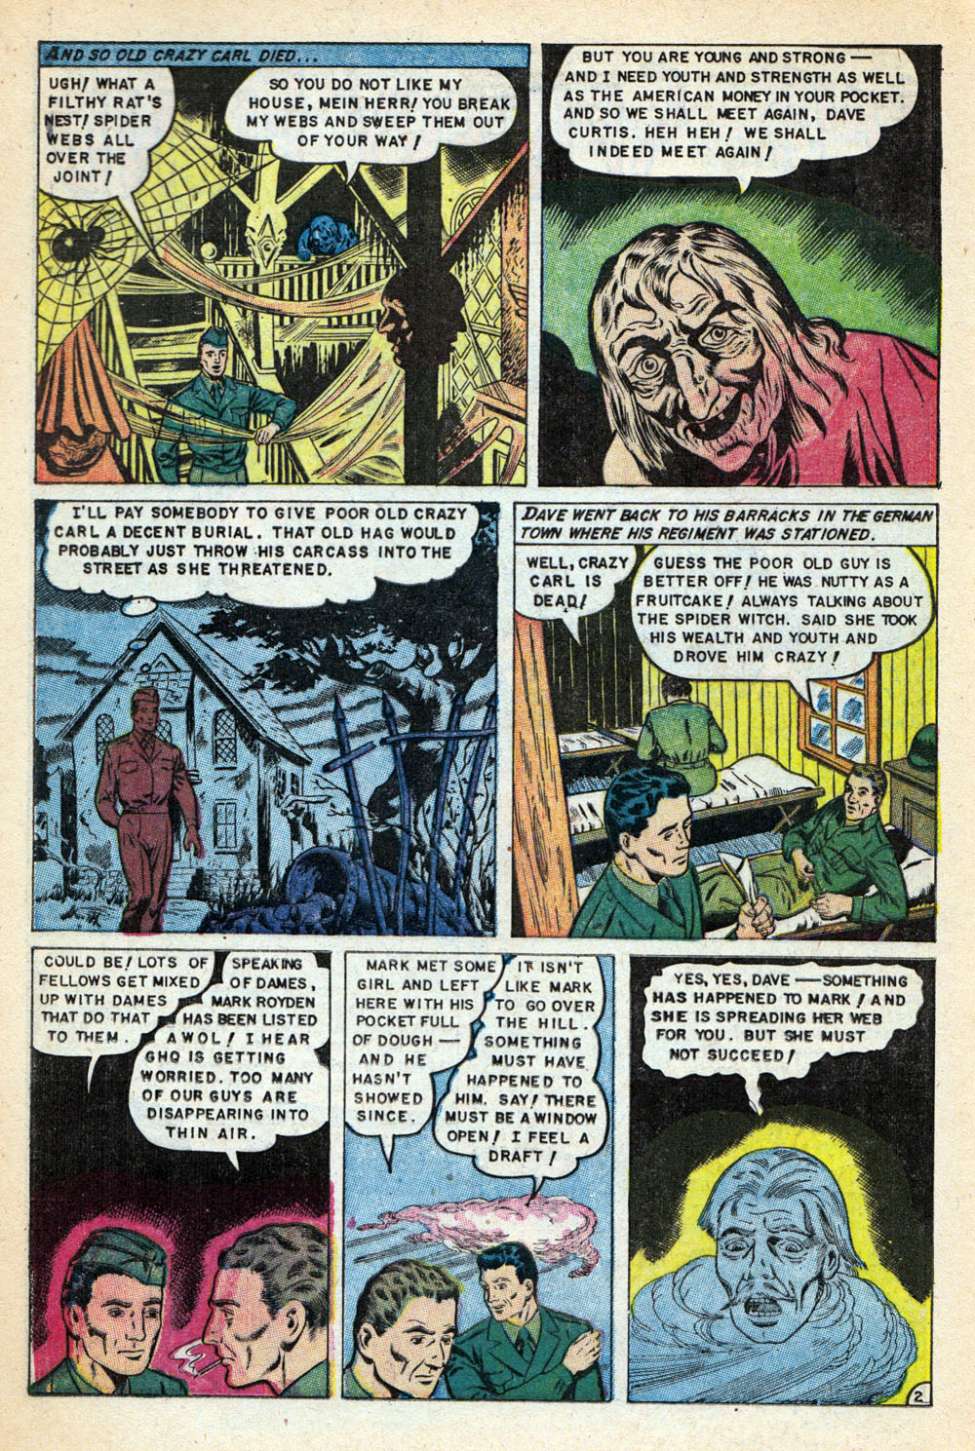 AND SO OLD CRAZY CARL DIED...
UGH! WHAT A
FILTHY RAT'S
NEST! SPIDER
WEBS ALL
OVER THE
JOINT!
SO YOU DO NOT LIKE MY
HOUSE, MEIN HERR! YOU BREAK
MY WEBS AND SWEEP THEM OUT
OF YOUR WAY!
BUT YOU ARE YOUNG AND STRONG —
AND I NEED YOUTH AND STRENGTH AS WELL
AS THE AMERICAN MONEY IN YOUR POCKET.
AND SO WE SHALL MEET AGAIN, DAVE
CURTIS. HEH HEH! WE SHALL
INDEED MEET AGAIN!
I'LL PAY SOMEBODY TO GIVE POOR OLD CRAZY
CARL A DECENT BURIAL. THAT OLD HAG WOULD
PROBABLY JUST THROW HIS CARCASS INTO THE
STREET AS SHE THREATENED.
DAVE WENT BACK TO HIS BARRACKS IN THE GERMAN
TOWN WHERE HIS REGIMENT WAS STATIONED.
WELL, CRAZY
CARL IS
DEAD!
GUESS THE POOR OLD GUY IS
BETTER OFF! HE WAS NUTTY AS A
FRUITCAKE! ALWAYS TALKING ABOUT
THE SPIDER WITCH. SAID SHE TOOK
HIS WEALTH AND YOUTH AND
DROVE HIM CRAZY!
COULD BE! LOTS OF
FELLOWS GET MIXED
UP WITH DAMES
THAT DO THAT
TO THEM.
SPEAKING
OF DAMES,
MARK ROYDEN
HAS BEEN LISTED
AWOL! I HEAR
GHQ IS GETTING
WORRIED. TOO MANY
OF OUR GUYS ARE
DISAPPEARING INTO
THIN AIR.
MARK MET SOME
GIRL AND LEFT
HERE WITH HIS
POCKET FULL
OF DOUGH —
AND HE
HASN'T
SHOWED
SINCE.
IT ISN'T
LIKE MARK
TO GO OVER
THE HILL.
SOMETHING
MUST HAVE
HAPPENED TO
HIM. SAY! THERE
MUST BE A WINDOW
OPEN! I FEEL A
DRAFT!
YES, YES, DAVE — SOMETHING
HAS HAPPENED TO MARK! AND
SHE IS SPREADING HER WEB
FOR YOU. BUT SHE MUST
NOT SUCCEED!
2